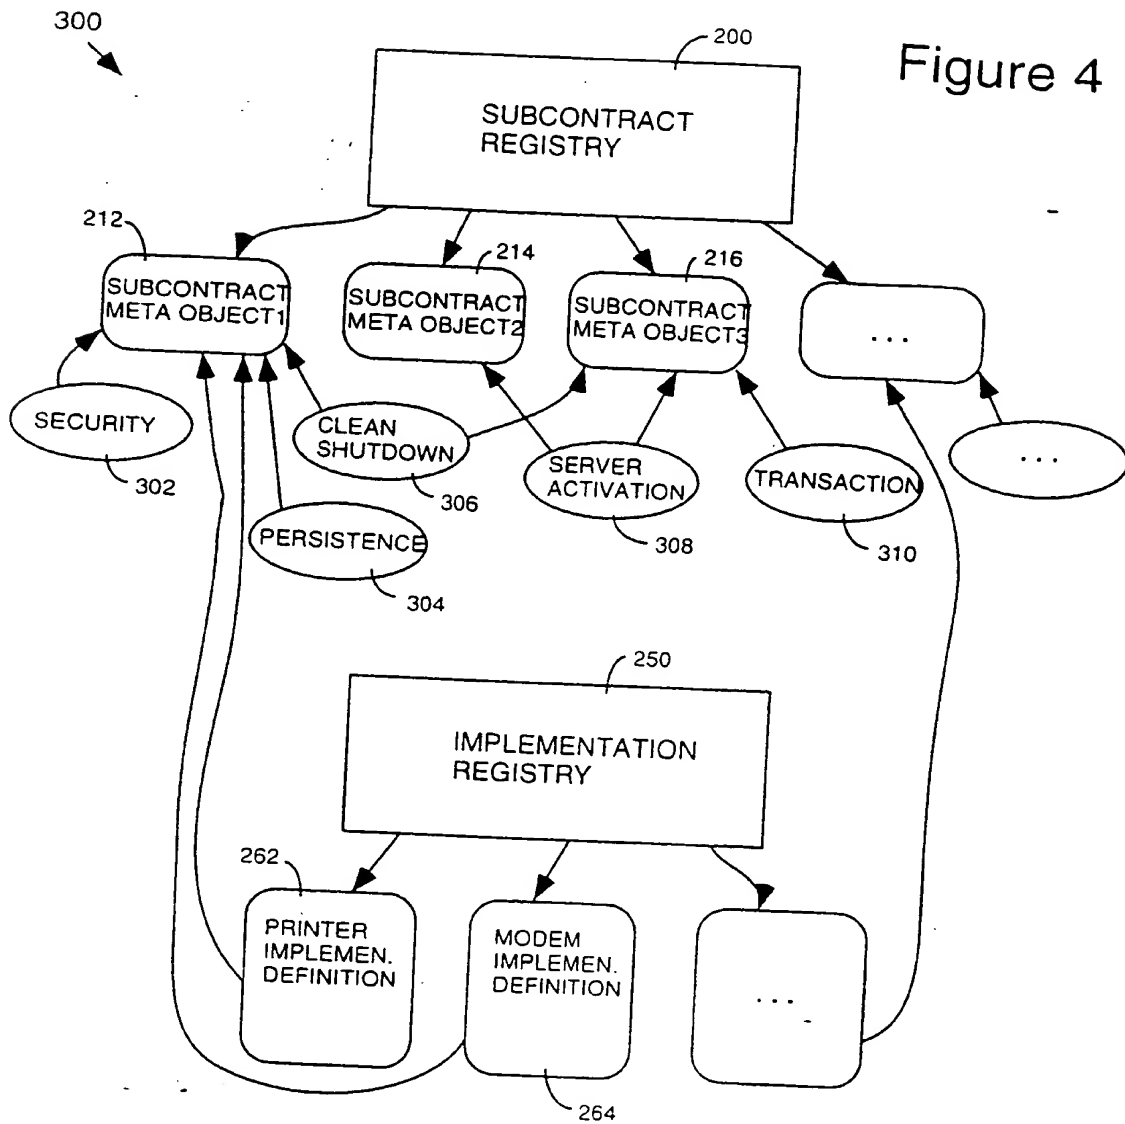 300
200
Figure 4
SUBCONTRACT
REGISTRY
212
214
216
SUBCONTRACT
META OBJECT1
SUBCONTRACT
META OBJECT2
SUBCONTRACT
META OBJECT3
...
SECURITY
302
CLEAN
SHUTDOWN
306
SERVER
ACTIVATION
308
TRANSACTION
310
...
PERSISTENCE
304
250
IMPLEMENTATION
REGISTRY
262
PRINTER
IMPLEMEN.
DEFINITION
MODEM
IMPLEMEN.
DEFINITION
...
264